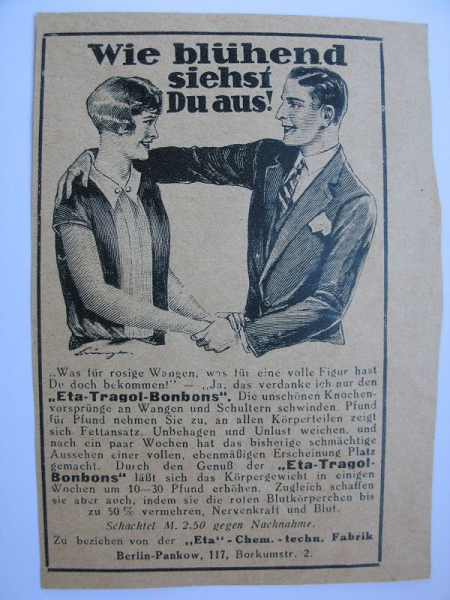 Wie blühend
siehst
Du aus!
„Was für rosige Wangen, was für eine volle Figur hast
Du doch bekommen!" — „Ja, das verdanke ich nur den
„Eta-Tragol-Bonbons". Die unschönen Knochen-
vorsprünge an Wangen und Schultern schwinden, Pfund
für Pfund nehmen Sie zu, an allen Körperteilen zeigt
sich Fettansatz, Unbehagen und Unlust weichen, und
nach ein paar Wochen hat das bisherige schmächtige
Aussehen einer vollen, ebenmäßigen Erscheinung Platz
gemacht. Durch den Genuß der „Eta-Tragol-
Bonbons" läßt sich das Körpergewicht in einigen
Wochen um 10—30 Pfund erhöhen. Zugleich schaffen
sie aber auch, indem sie die roten Blutkörperchen bis
zu 50 % vermehren, Nervenkraft und Blut.
Schachtel M. 2.50 gegen Nachnahme.
Zu beziehen von der „Eta"-Chem.-techn. Fabrik
Berlin-Pankow, 117, Borkumstr. 2.